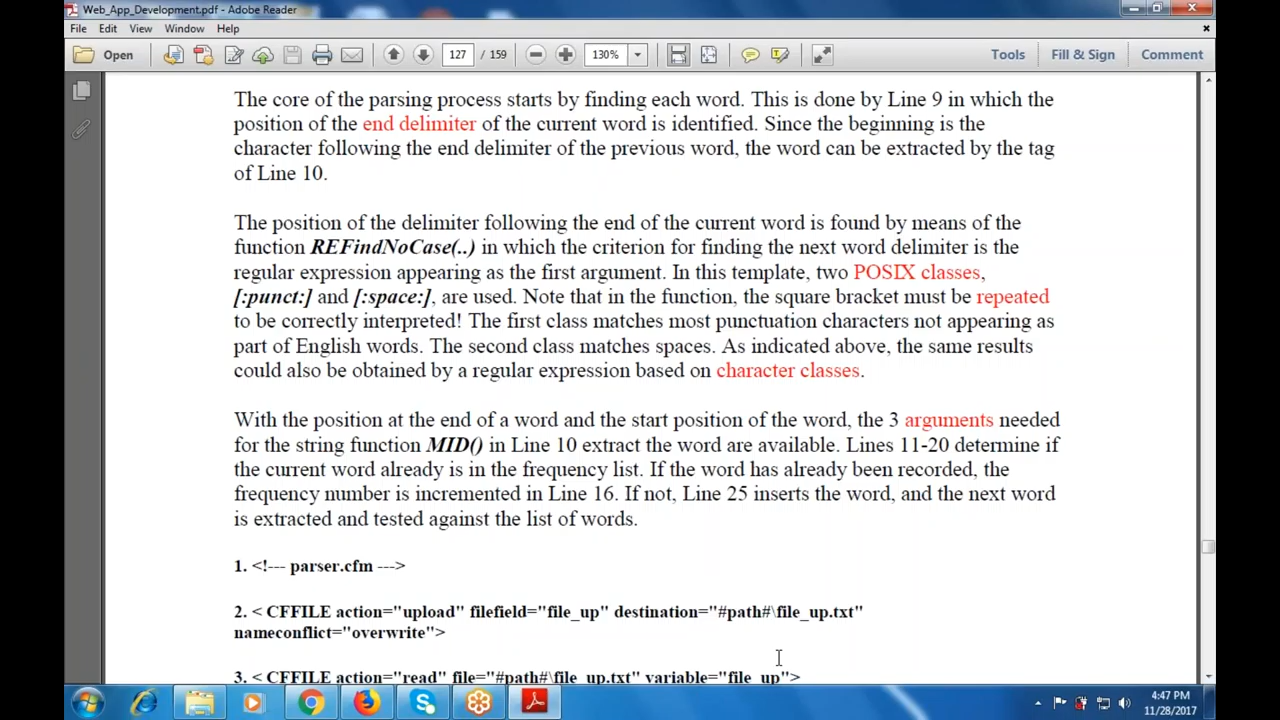 Web_App_Development.pdf - Adobe Reader
File Edit View Window Help
Open 127 / 159 130% Tools Fill & Sign Comment
The core of the parsing process starts by finding each word. This is done by Line 9 in which the
position of the end delimiter of the current word is identified. Since the beginning is the
character following the end delimiter of the previous word, the word can be extracted by the tag
of Line 10.
The position of the delimiter following the end of the current word is found by means of the
function REFindNoCase(..) in which the criterion for finding the next word delimiter is the
regular expression appearing as the first argument. In this template, two POSIX classes,
[:punct:] and [:space:], are used. Note that in the function, the square bracket must be repeated
to be correctly interpreted! The first class matches most punctuation characters not appearing as
part of English words. The second class matches spaces. As indicated above, the same results
could also be obtained by a regular expression based on character classes.
With the position at the end of a word and the start position of the word, the 3 arguments needed
for the string function MID() in Line 10 extract the word are available. Lines 11-20 determine if
the current word already is in the frequency list. If the word has already been recorded, the
frequency number is incremented in Line 16. If not, Line 25 inserts the word, and the next word
is extracted and tested against the list of words.
1. <!--- parser.cfm --->
2. < CFFILE action="upload" filefield="file_up" destination="#path#\file_up.txt"
nameconflict="overwrite">
3. < CFFILE action="read" file="#path#\file_up.txt" variable="file_up">
4:47 PM
11/28/2017